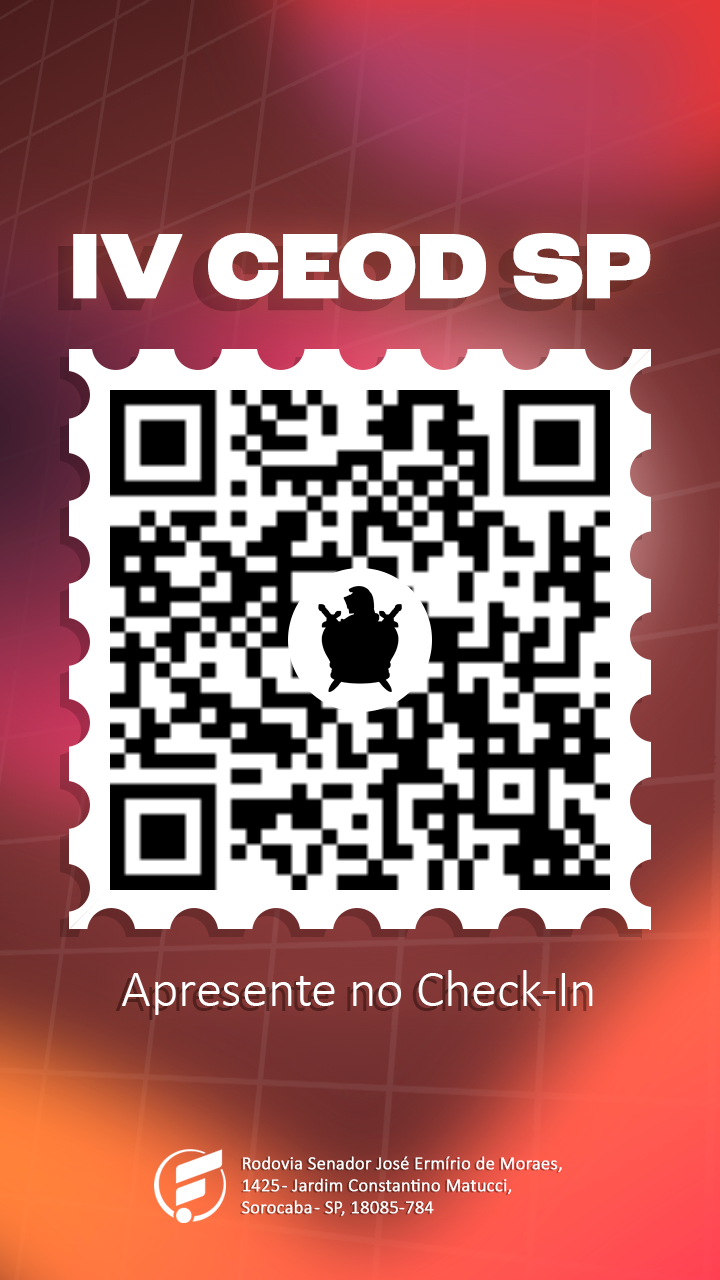 IV CEOD SP
Apresente no Check-In
Rodovia Senador José Ermírio de Moraes,
1425- Jardim Constantino Matucci,
Sorocaba- SP, 18085-784